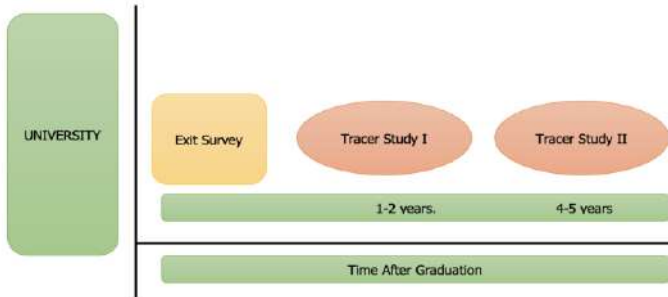 UNIVERSITY
Exit Survey
Tracer Study I
Tracer Study II
1-2 years.
4-5 years
Time After Graduation